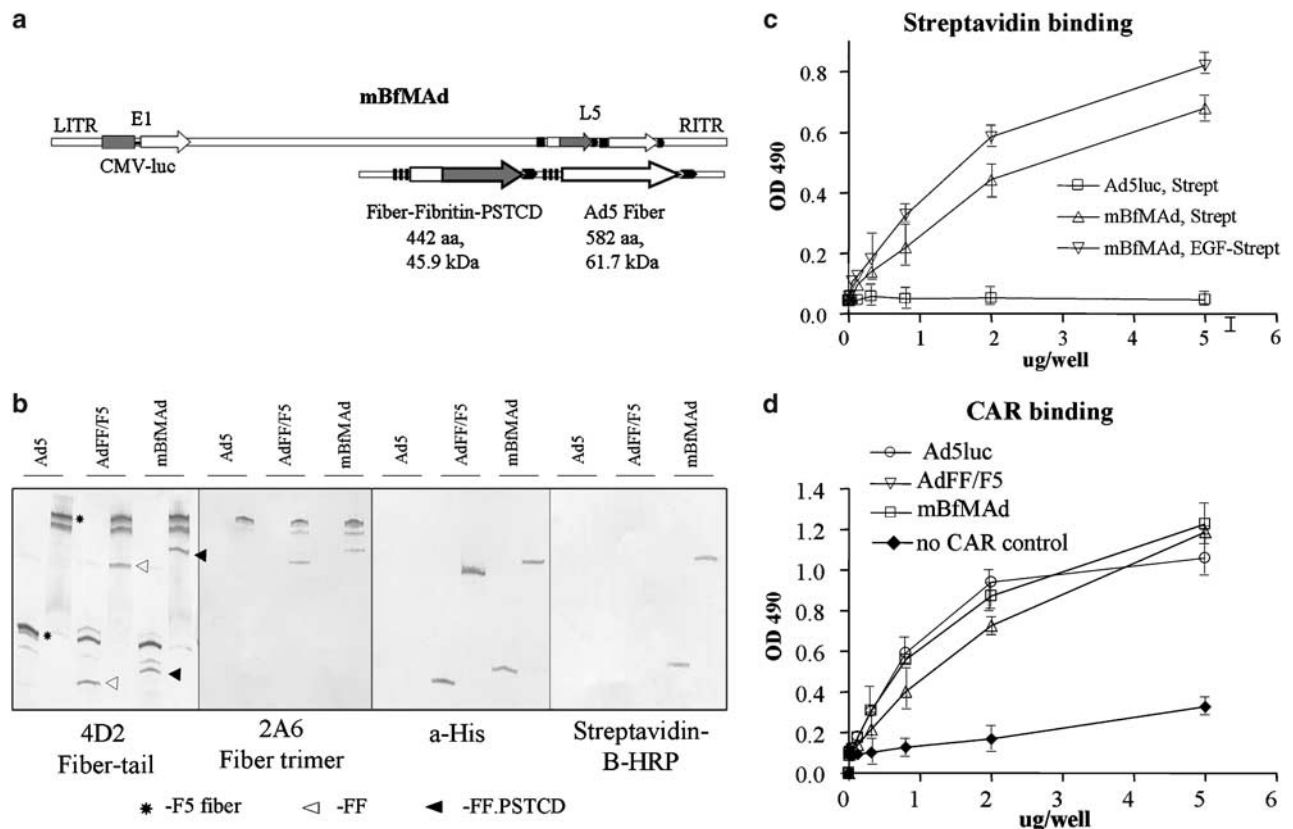 a
mBfMAd
LITR
E1
L5
RITR
CMV-luc
Fiber-Fibritin-PSTCD
442 aa,
45.9 kDa
Ad5 Fiber
582 aa,
61.7 kDa
b
Ad5
AdFF/F5
mBfMAd
Ad5
AdFF/F5
mBfMAd
Ad5
AdFF/F5
mBfMAd
Ad5
AdFF/F5
mBfMAd
4D2
Fiber-tail
2A6
Fiber trimer
a-His
Streptavidin-
B-HRP
-F5 fiber
-FF
-FF.PSTCD
c
Streptavidin binding
OD 490
0.8
0.6
0.4
0.2
0.0
Ad5luc, Strept
mBfMAd, Strept
mBfMAd, EGF-Strept
0 1 2 3 4 5 6
ug/well
d
CAR binding
Ad5luc
AdFF/F5
mBfMAd
no CAR control
OD 490
1.4
1.2
1.0
0.8
0.6
0.4
0.2
0.0
0 1 2 3 4 5 6
ug/well